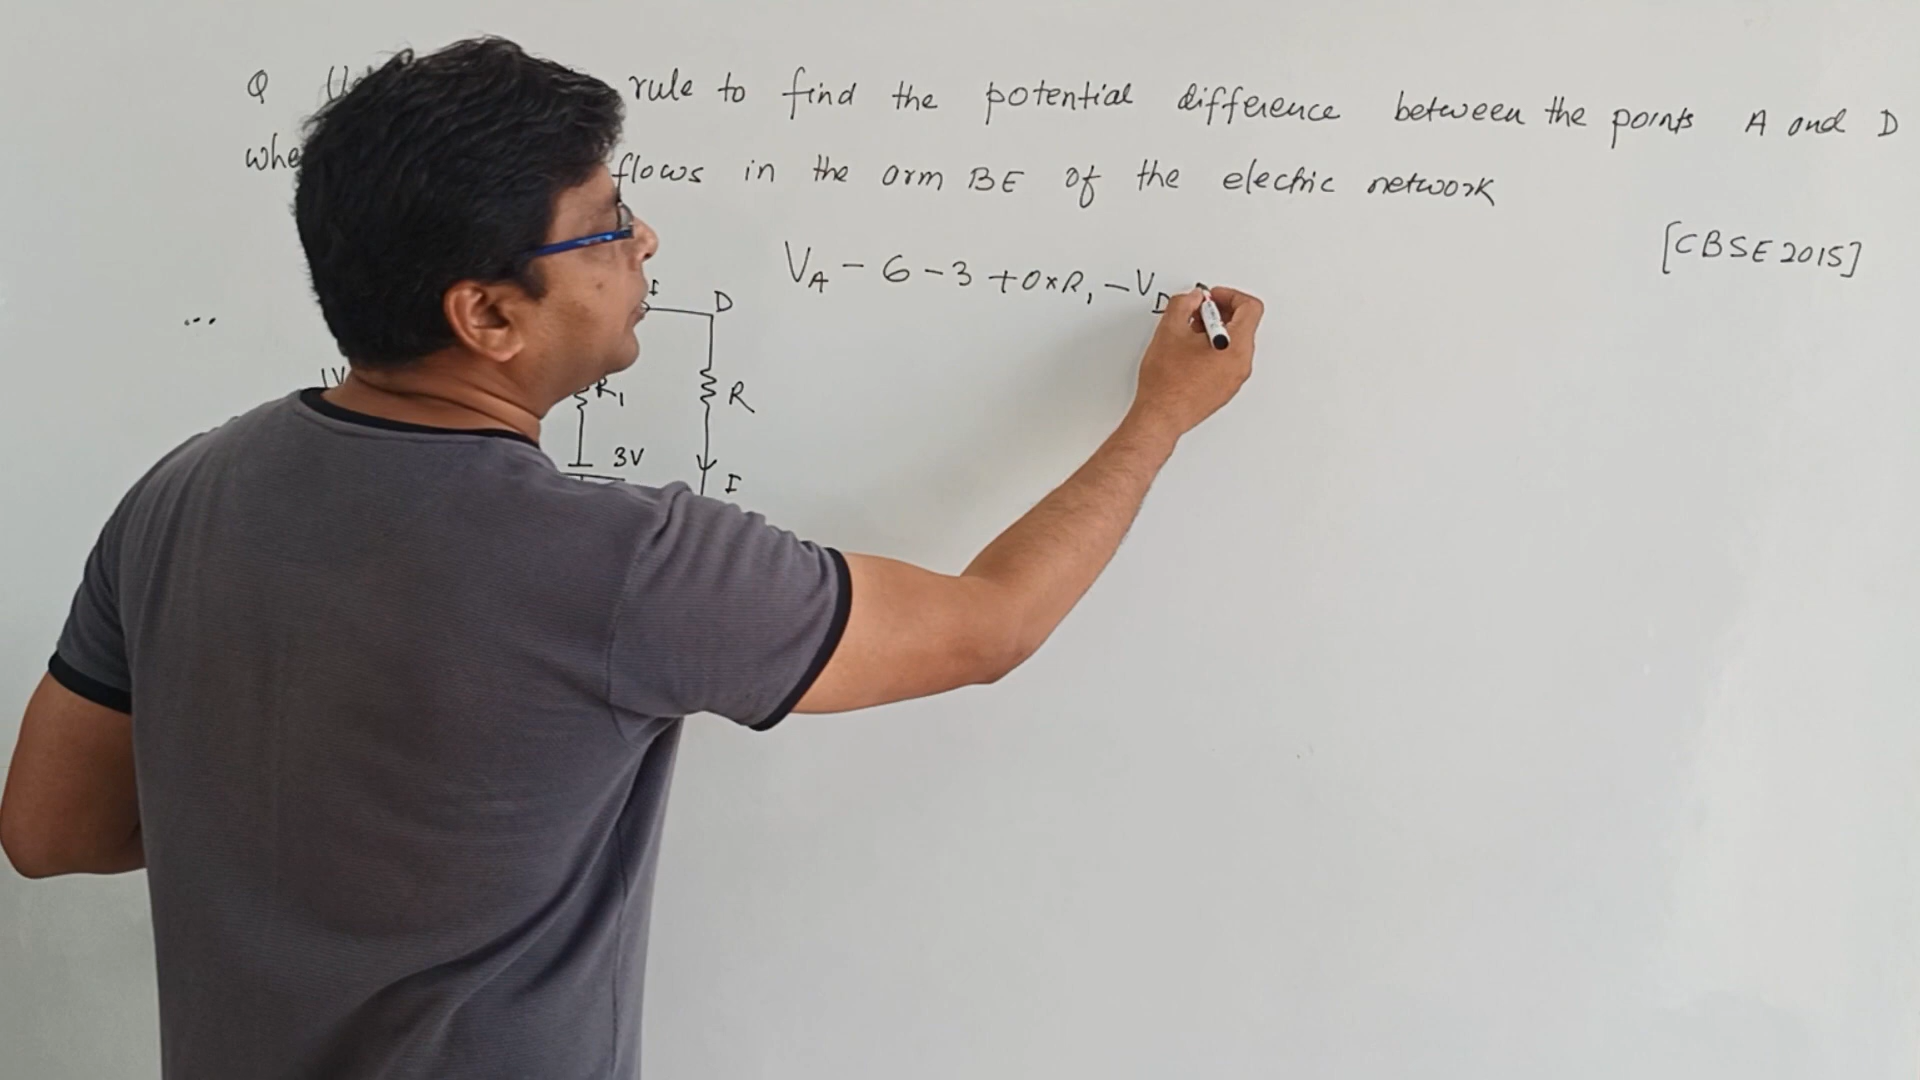 Q rule to find the potential difference between the points A and D
flows in the arm BE of the electric network
[CBSE 2015]
V_A - 6 - 3 + 0×R_1 - V_D
D
1V
R_1
R
3V
I